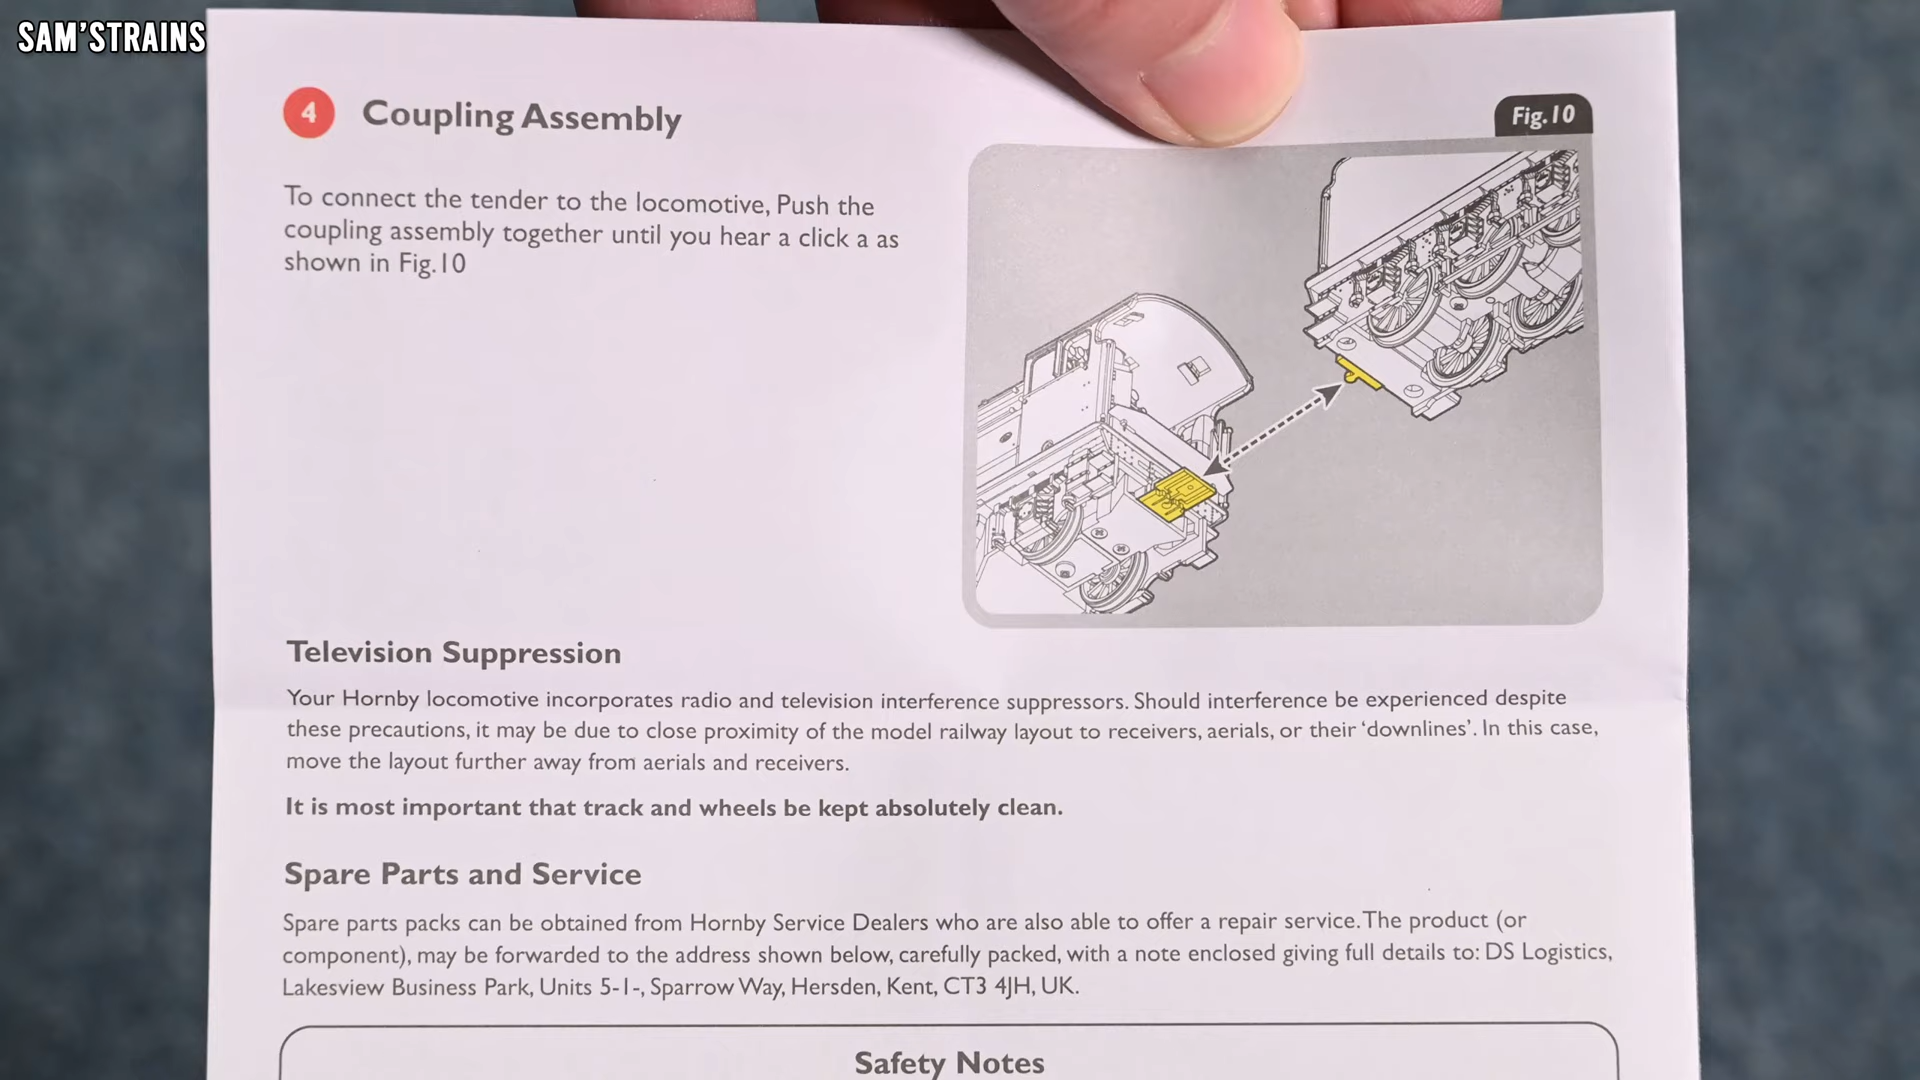 SAM'STRAINS
4 Coupling Assembly
To connect the tender to the locomotive, Push the
coupling assembly together until you hear a click a as
shown in Fig.10
Fig.10
Television Suppression
Your Hornby locomotive incorporates radio and television interference suppressors. Should interference be experienced despite
these precautions, it may be due to close proximity of the model railway layout to receivers, aerials, or their ‘downlines’. In this case,
move the layout further away from aerials and receivers.
It is most important that track and wheels be kept absolutely clean.
Spare Parts and Service
Spare parts packs can be obtained from Hornby Service Dealers who are also able to offer a repair service. The product (or
component), may be forwarded to the address shown below, carefully packed, with a note enclosed giving full details to: DS Logistics,
Lakesview Business Park, Units 5-1-, Sparrow Way, Hersden, Kent, CT3 4JH, UK.
Safety Notes